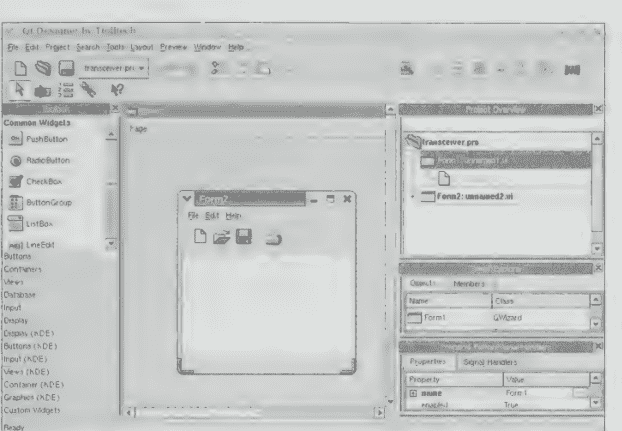 Qt Designer by Trolltech
File Edit Project Search Tools Layout Preview Window Help
transceiver.pro
Toolbox
Common Widgets
PushButton
RadioButton
CheckBox
ButtonGroup
ListBox
LineEdit
Buttons
Containers
Views
Database
Input
Display
Display (KDE)
Buttons (KDE)
Input (KDE)
Views (KDE)
Container (KDE)
Graphics (KDE)
Custom Widgets
Ready
Page
Form2
File Edit Help
Project Overview
transceiver.pro
Form2: unnamed2.ui
Objects Members
Name Class
Form1 QWizard
Properties Signal Handlers
Property Value
name Form1
enabled True